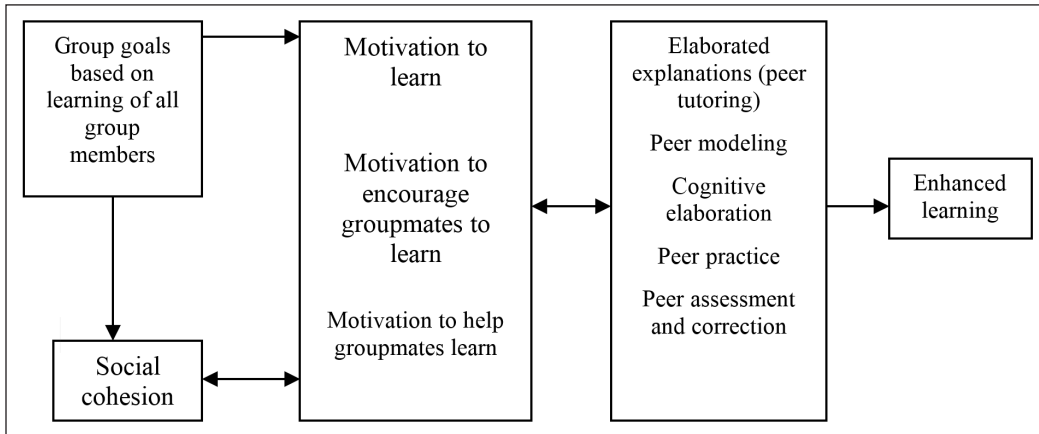 Group goals
based on
learning of all
group
members
Social
cohesion
Motivation to
learn
Motivation to
encourage
groupmates to
learn
Motivation to help
groupmates learn
Elaborated
explanations (peer
tutoring)
Peer modeling
Cognitive
elaboration
Peer practice
Peer assessment
and correction
Enhanced
learning